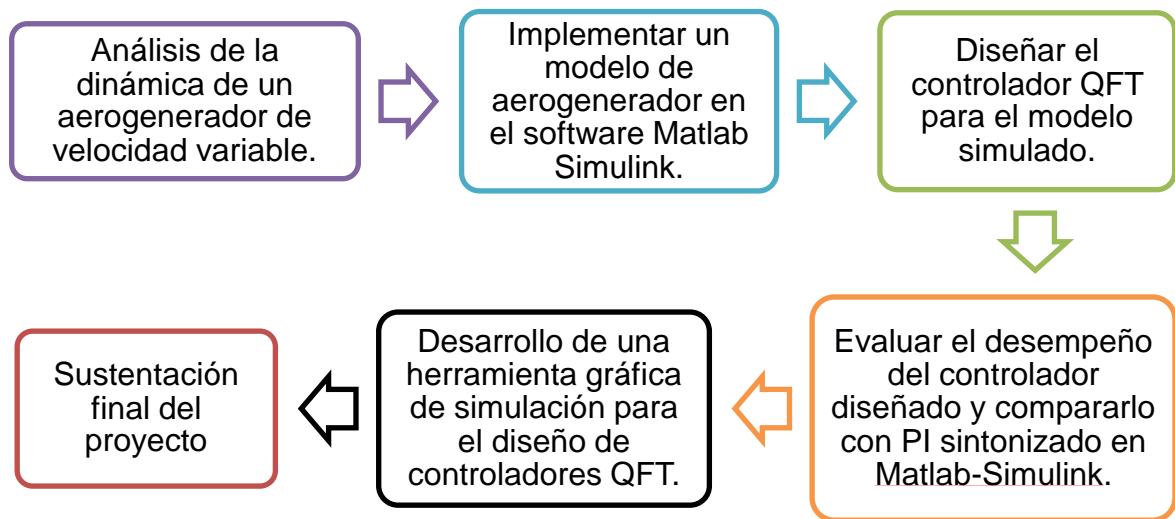 Análisis de la
dinámica de un
aerogenerador de
velocidad variable.
Implementar un
modelo de
aerogenerador en
el software Matlab
Simulink.
Diseñar el
controlador QFT
para el modelo
simulado.
Evaluar el desempeño
del controlador
diseñado y compararlo
con PI sintonizado en
Matlab-Simulink.
Desarrollo de una
herramienta gráfica
de simulación para
el diseño de
controladores QFT.
Sustentación
final del
proyecto